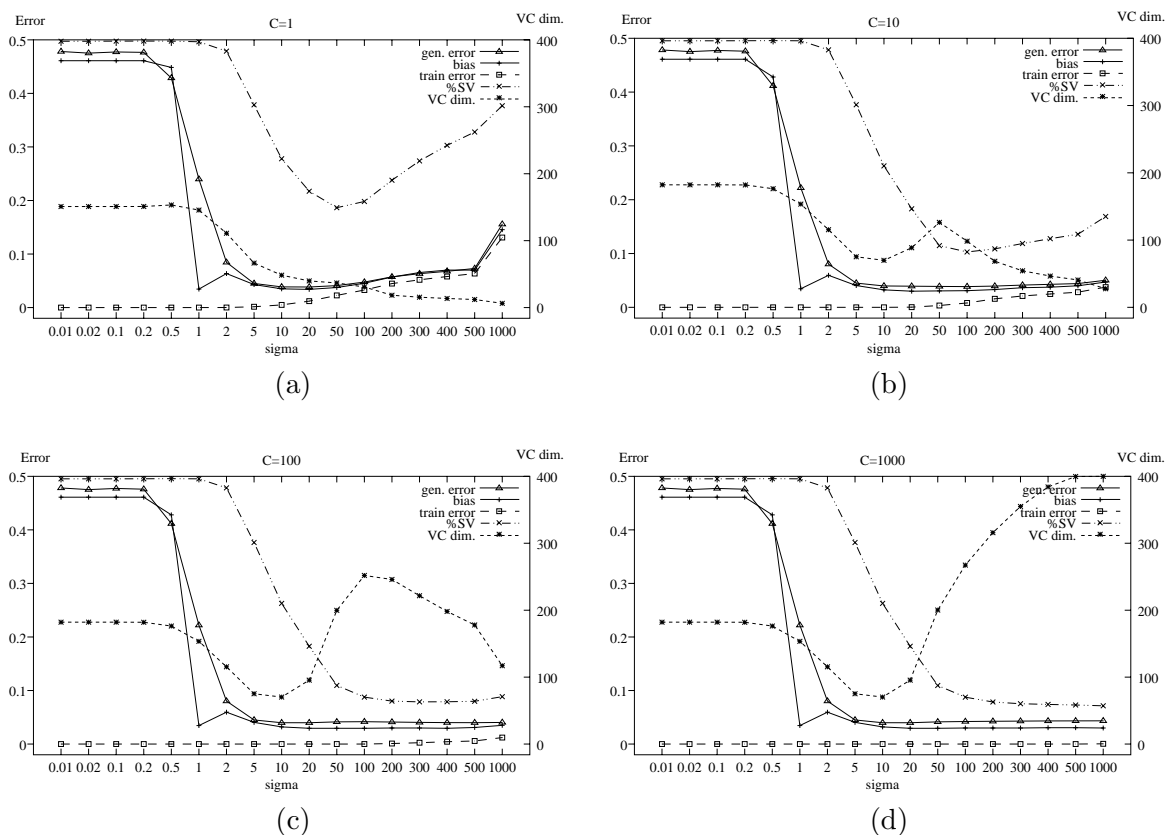 Error C=1 VC dim.
0.5 400
gen. error
bias
train error
%SV
VC dim.
0.4
300
0.3
200
0.2
100
0.1
0 0
0.01 0.02 0.1 0.2 0.5 1 2 5 10 20 50 100 200 300 400 500 1000
sigma
(a)
Error C=10 VC dim.
0.5 400
gen. error
bias
train error
%SV
VC dim.
0.4
300
0.3
200
0.2
100
0.1
0 0
0.01 0.02 0.1 0.2 0.5 1 2 5 10 20 50 100 200 300 400 500 1000
sigma
(b)
Error C=100 VC dim.
0.5 400
gen. error
bias
train error
%SV
VC dim.
0.4
300
0.3
200
0.2
100
0.1
0 0
0.01 0.02 0.1 0.2 0.5 1 2 5 10 20 50 100 200 300 400 500 1000
sigma
(c)
Error C=1000 VC dim.
0.5 400
gen. error
bias
train error
%SV
VC dim.
0.4
300
0.3
200
0.2
100
0.1
0 0
0.01 0.02 0.1 0.2 0.5 1 2 5 10 20 50 100 200 300 400 500 1000
sigma
(d)